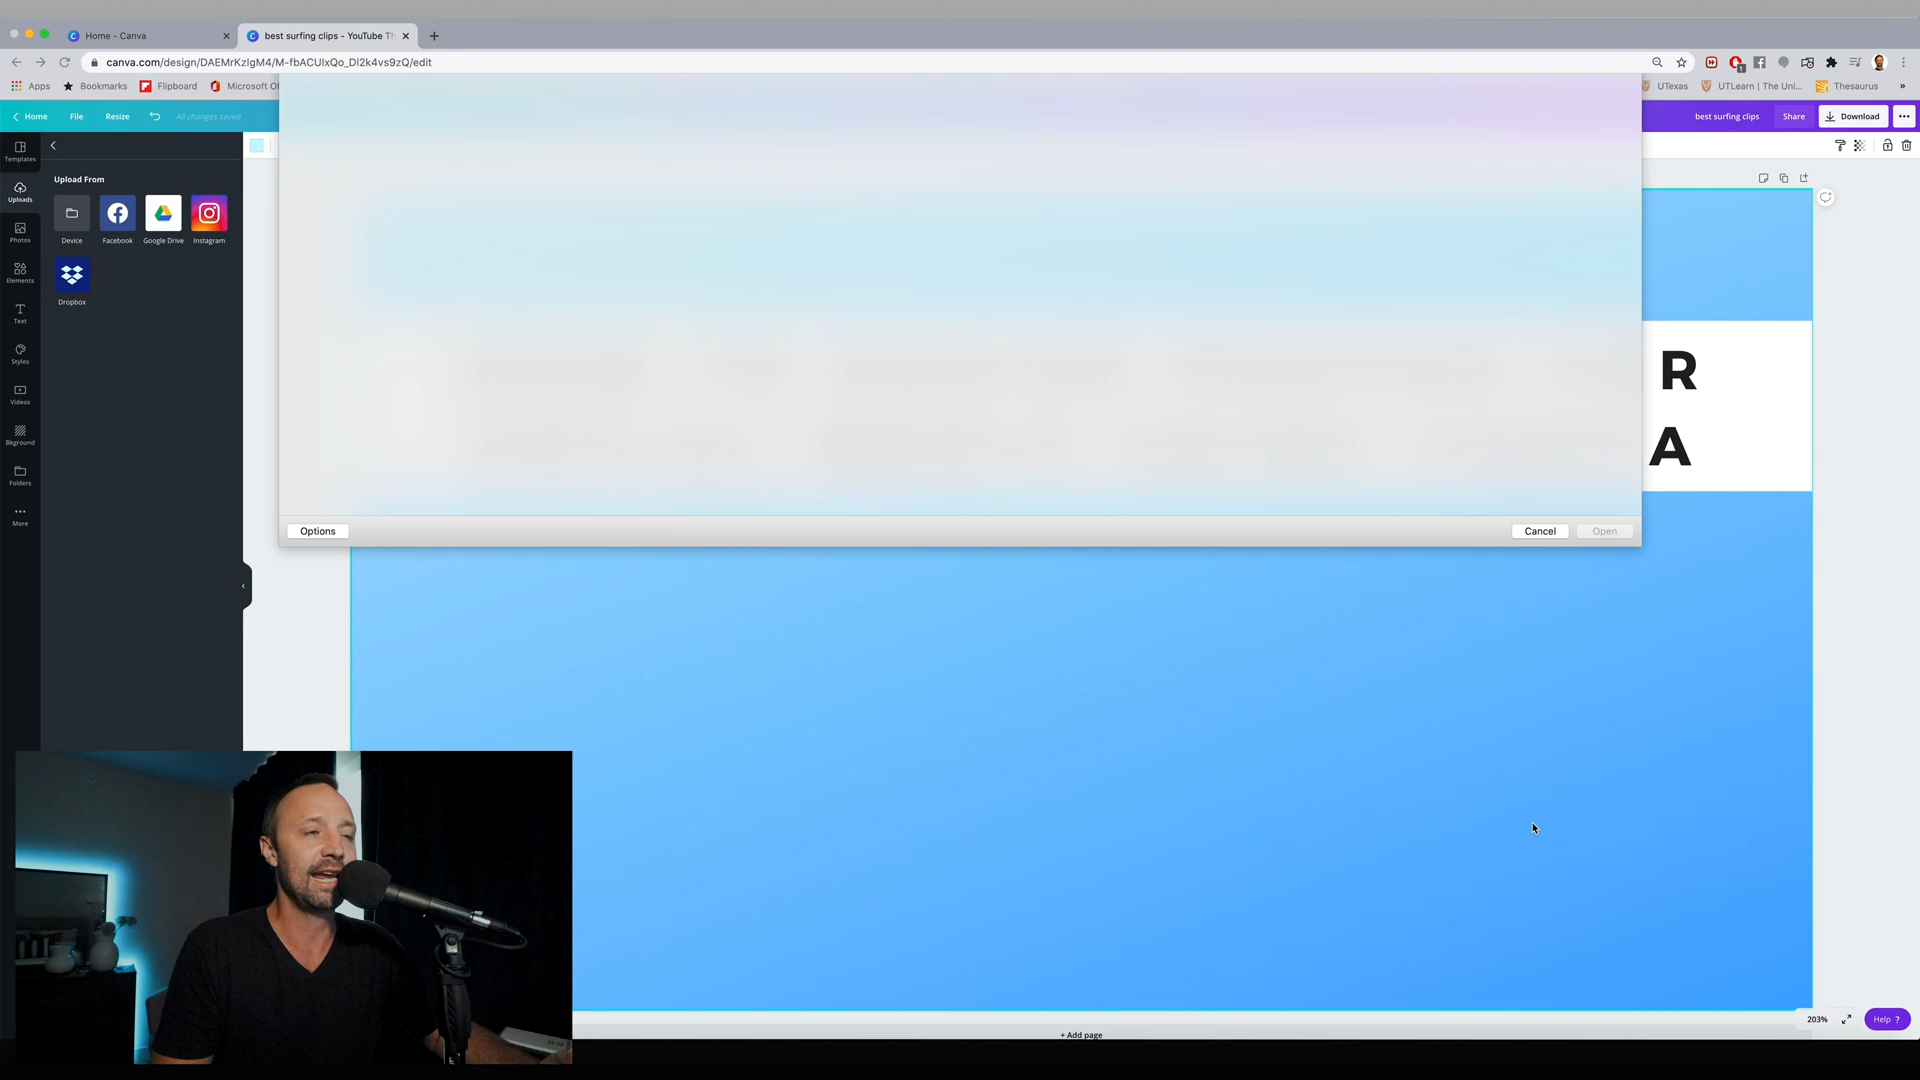 Home - Canva
best surfing clips - YouTube Th
canva.com/design/DAEMrKzlgM4/M-fbACUIxQo_Dl2k4vs9zQ/edit
Apps
Bookmarks
Flipboard
Microsoft Of
UTexas
UTLearn | The Uni...
Thesaurus
»
Home
File
Resize
All changes saved
best surfing clips
Share
Download
Templates
Uploads
Photos
Elements
Text
Styles
Videos
Bkground
Folders
More
Upload From
Device
Facebook
Google Drive
Instagram
Dropbox
R
A
Options
Cancel
Open
+ Add page
203%
Help ?